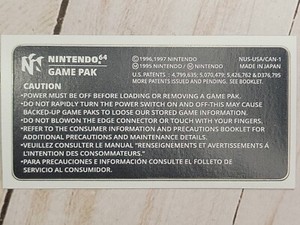 NINTENDO 64
GAME PAK
©1996,1997 NINTENDO
NUS-USA/CAN-1
Ⓜ1995 NINTENDO / Ⓝ NINTENDO
MADE IN JAPAN
U.S. PATENTS : 4,799,635; 5,070,479; 5,426,762 & D376,795
MORE PATENTS ISSUED AND PENDING. SEE BOOKLET.
CAUTION
•POWER MUST BE OFF BEFORE LOADING OR REMOVING A GAME PAK.
•DO NOT RAPIDLY TURN THE POWER SWITCH ON AND OFF-THIS MAY CAUSE
BACKED-UP GAME PAKS TO LOOSE OUR STORED GAME INFORMATION.
•DO NOT BLOWON THE EDGE CONNECTOR OR TOUCH WITH YOUR FINGERS.
•REFER TO THE CONSUMER INFORMATION AND PRECAUTIONS BOOKLET FOR
ADDITIONAL PRECAUTIONS AND MAINTENANCE DETAILS.
•VEUILLEZ CONSULTER LE MANUAL "RENSEIGNEMENTS ET AVERTISSEMENTS Á
L'INTENTION DES CONSOMMATEURS."
•PARA PRECAUCIONES E INFORMACIÓN CONSULTE EL FOLLETO DE
SERVICIO AL CONSUMIDOR.